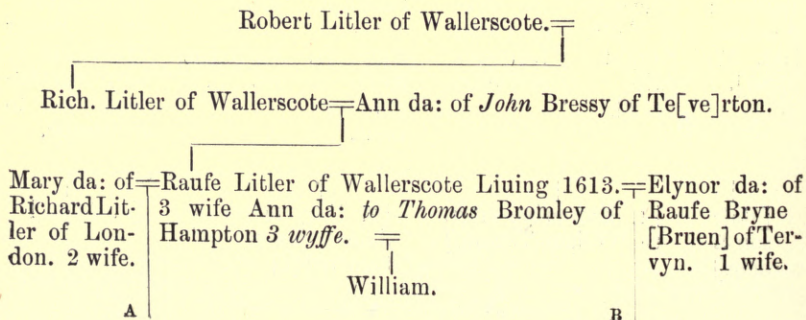 Robert Litler of Wallerscote.
Rich. Litler of Wallerscote Ann da: of John Bressy of Te[ve]rton.
Mary da: of
Richard Lit-
ler of Lon-
don. 2 wife.
Raufe Litler of Wallerscote Liuing 1613.
3 wife Ann da: to Thomas Bromley of
Hampton 3 wyffe.
William.
Elynor da: of
Raufe Bryne
[Bruen] of Ter-
vyn. 1 wife.
A
B